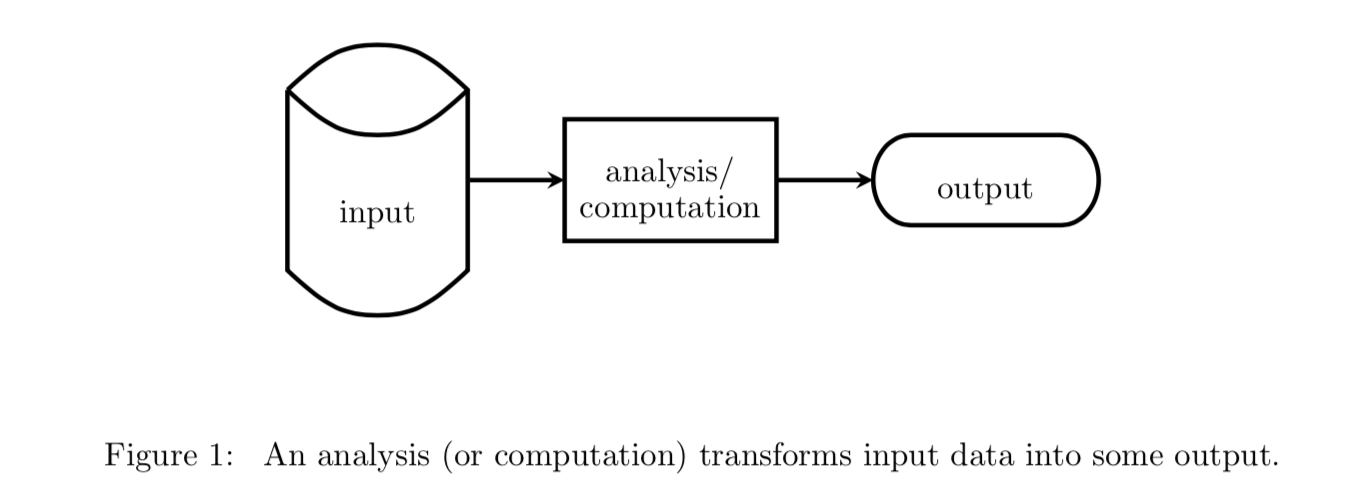 input
analysis/
computation
output
Figure 1: An analysis (or computation) transforms input data into some output.